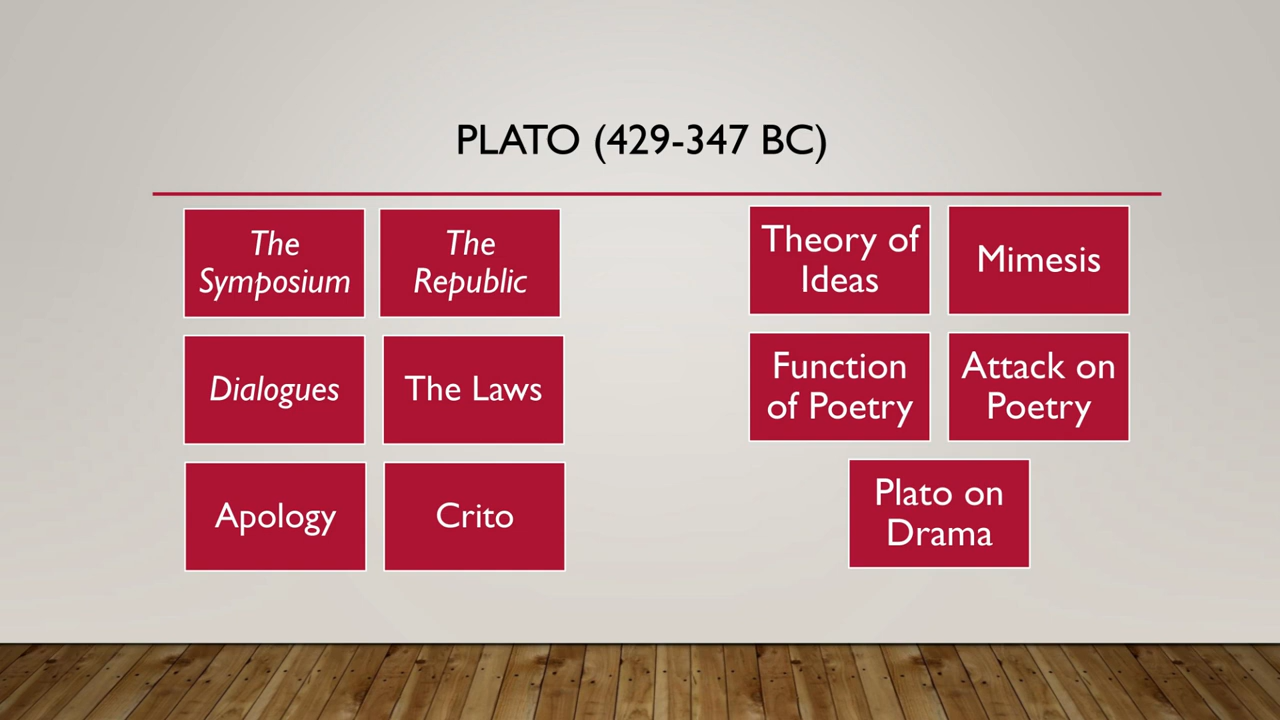 PLATO (429-347 BC)
The
Symposium
The
Republic
Dialogues
The Laws
Apology
Crito
Theory of
Ideas
Mimesis
Function
of Poetry
Attack on
Poetry
Plato on
Drama